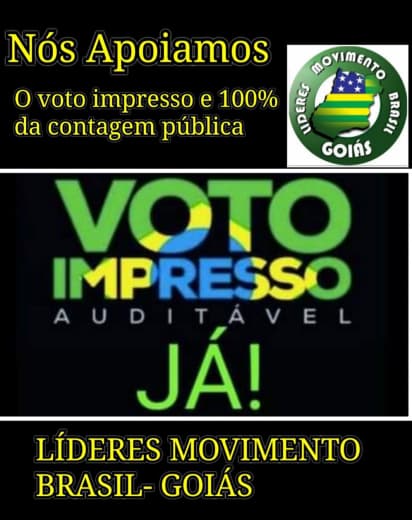 Nós Apoiamos
O voto impresso e 100%
da contagem pública
LÍDERES MOVIMENTO BRASIL
GOIÁS
VOTO
IMPRESSO
AUDITÁVEL
JÁ!
LÍDERES MOVIMENTO
BRASIL- GOIÁS